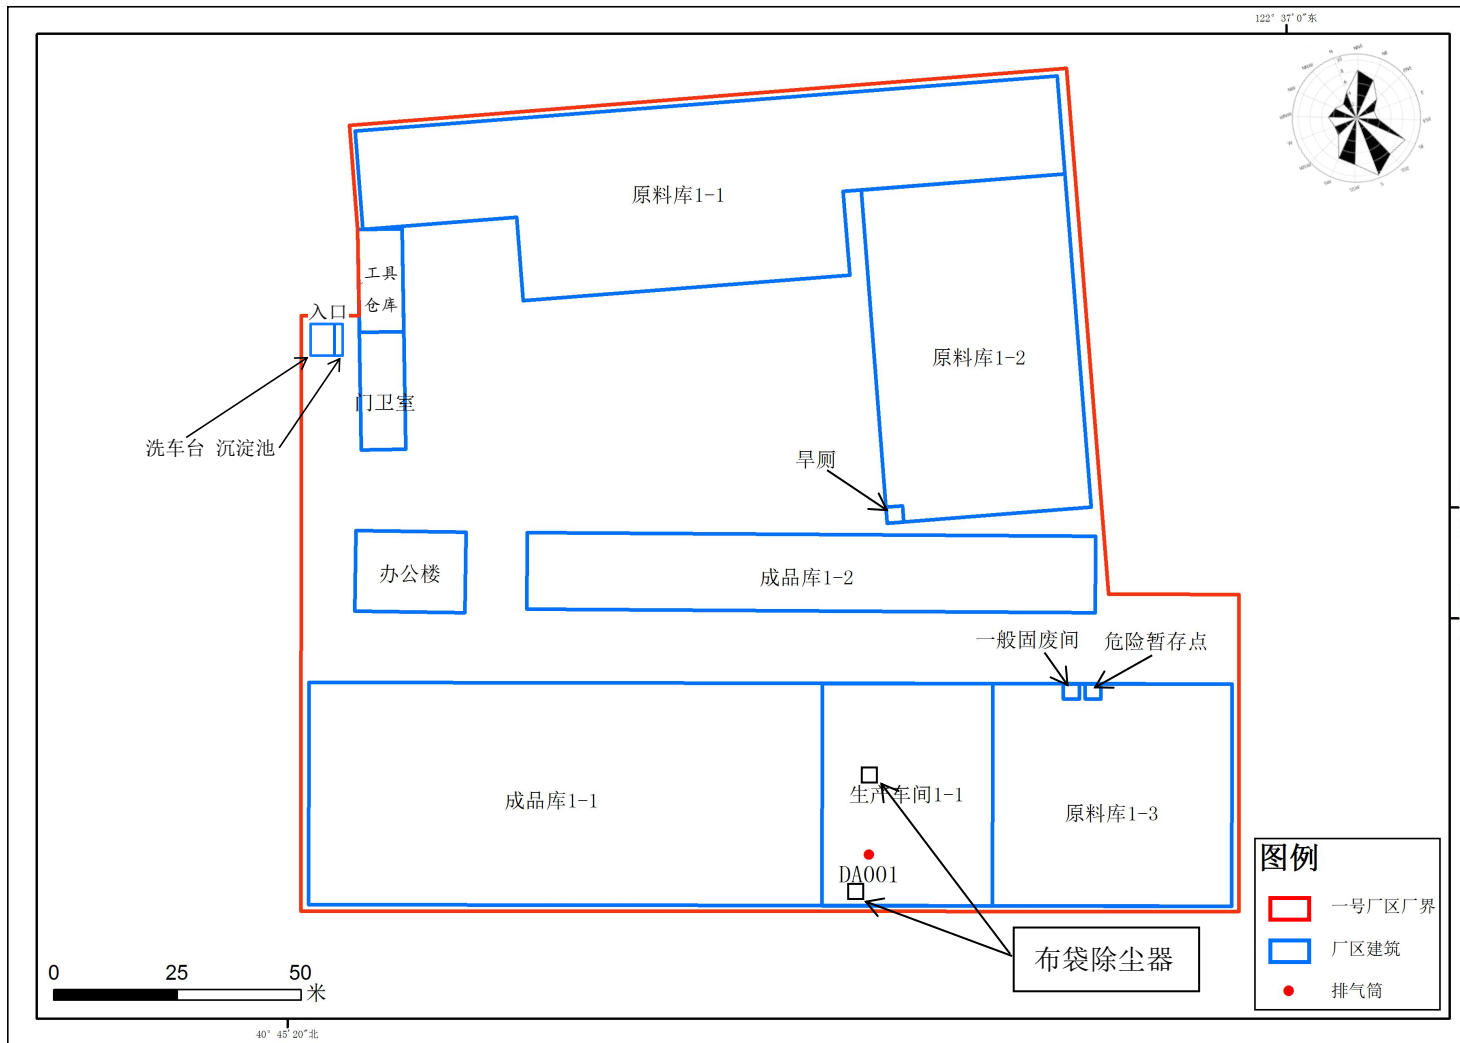 122° 37′0″东
原料库1-1
工具
仓库
入口
原料库1-2
门卫室
洗车台 沉淀池
旱厕
办公楼
成品库1-2
一般固废间 危险暂存点
成品库1-1
生产车间1-1
原料库1-3
DA001
布袋除尘器
图例
一号厂区厂界
厂区建筑
排气筒
0 25 50
米
40° 45′20″北